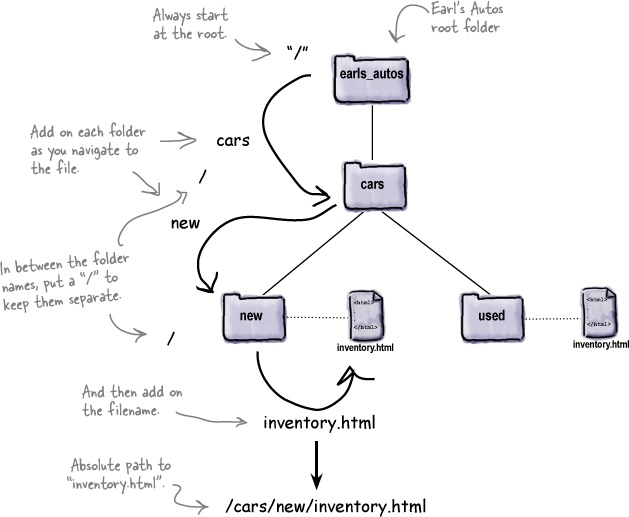 Always start
at the root.
"/"
Earl's Autos
root folder
earls_autos
Add on each folder
as you navigate to
the file.
cars
/
cars
new
In between the folder
names, put a "/" to
keep them separate.
/
new
<html>
</html>
inventory.html
used
<html>
</html>
inventory.html
And then add on
the filename.
inventory.html
Absolute path to
"inventory.html".
/cars/new/inventory.html